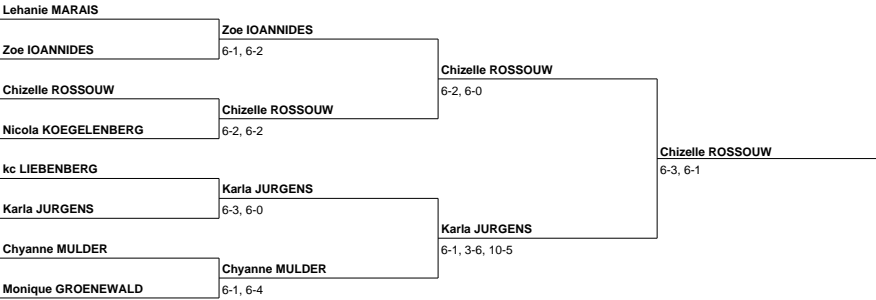 Lehanie MARAIS
Zoe IOANNIDES
Zoe IOANNIDES
6-1, 6-2
Chizelle ROSSOUW
6-2, 6-0
Chizelle ROSSOUW
Chizelle ROSSOUW
Nicola KOEGELENBERG
6-2, 6-2
Chizelle ROSSOUW
6-3, 6-1
kc LIEBENBERG
Karla JURGENS
Karla JURGENS
6-3, 6-0
Karla JURGENS
6-1, 3-6, 10-5
Chyanne MULDER
Chyanne MULDER
Monique GROENEWALD
6-1, 6-4